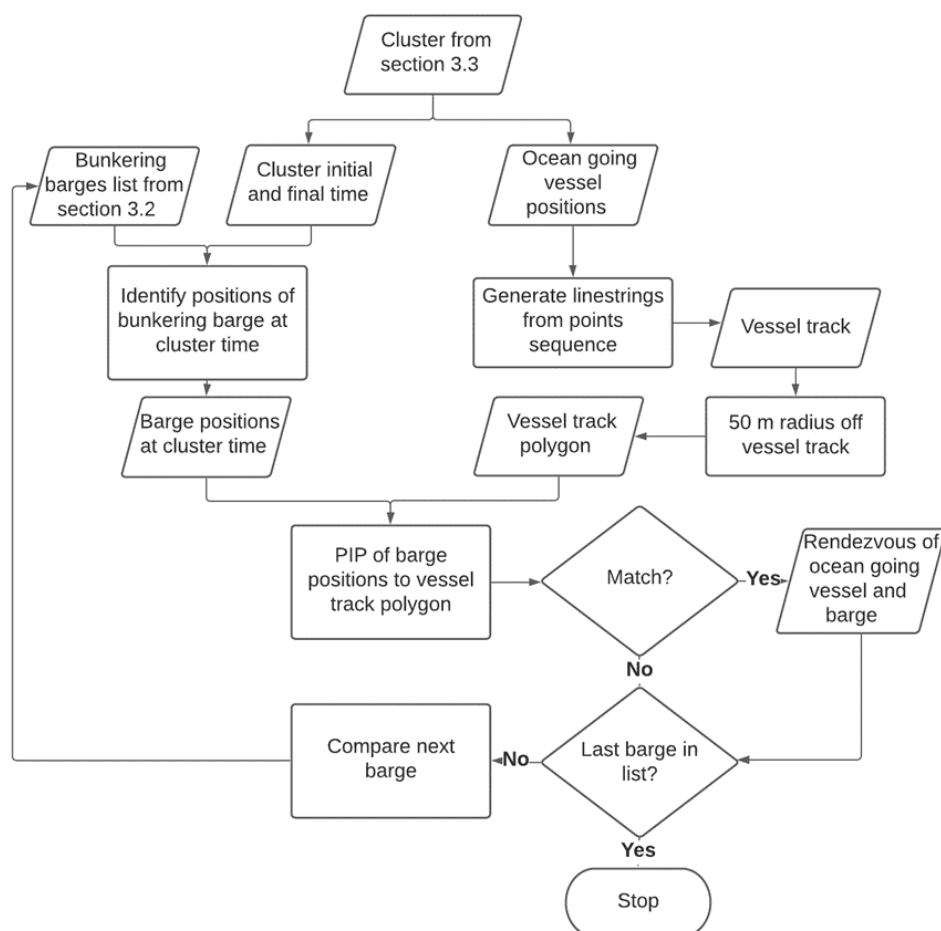 Cluster from
section 3.3
Bunkering
barges list from
section 3.2
Cluster initial
and final time
Ocean going
vessel
positions
Identify positions of
bunkering barge at
cluster time
Generate linestrings
from points
sequence
Vessel track
Barge positions
at cluster time
Vessel track
polygon
50 m radius off
vessel track
PIP of barge
positions to vessel
track polygon
Match?
Yes
Rendezvous of
ocean going
vessel and
barge
No
Compare next
barge
No
Last barge in
list?
Yes
Stop